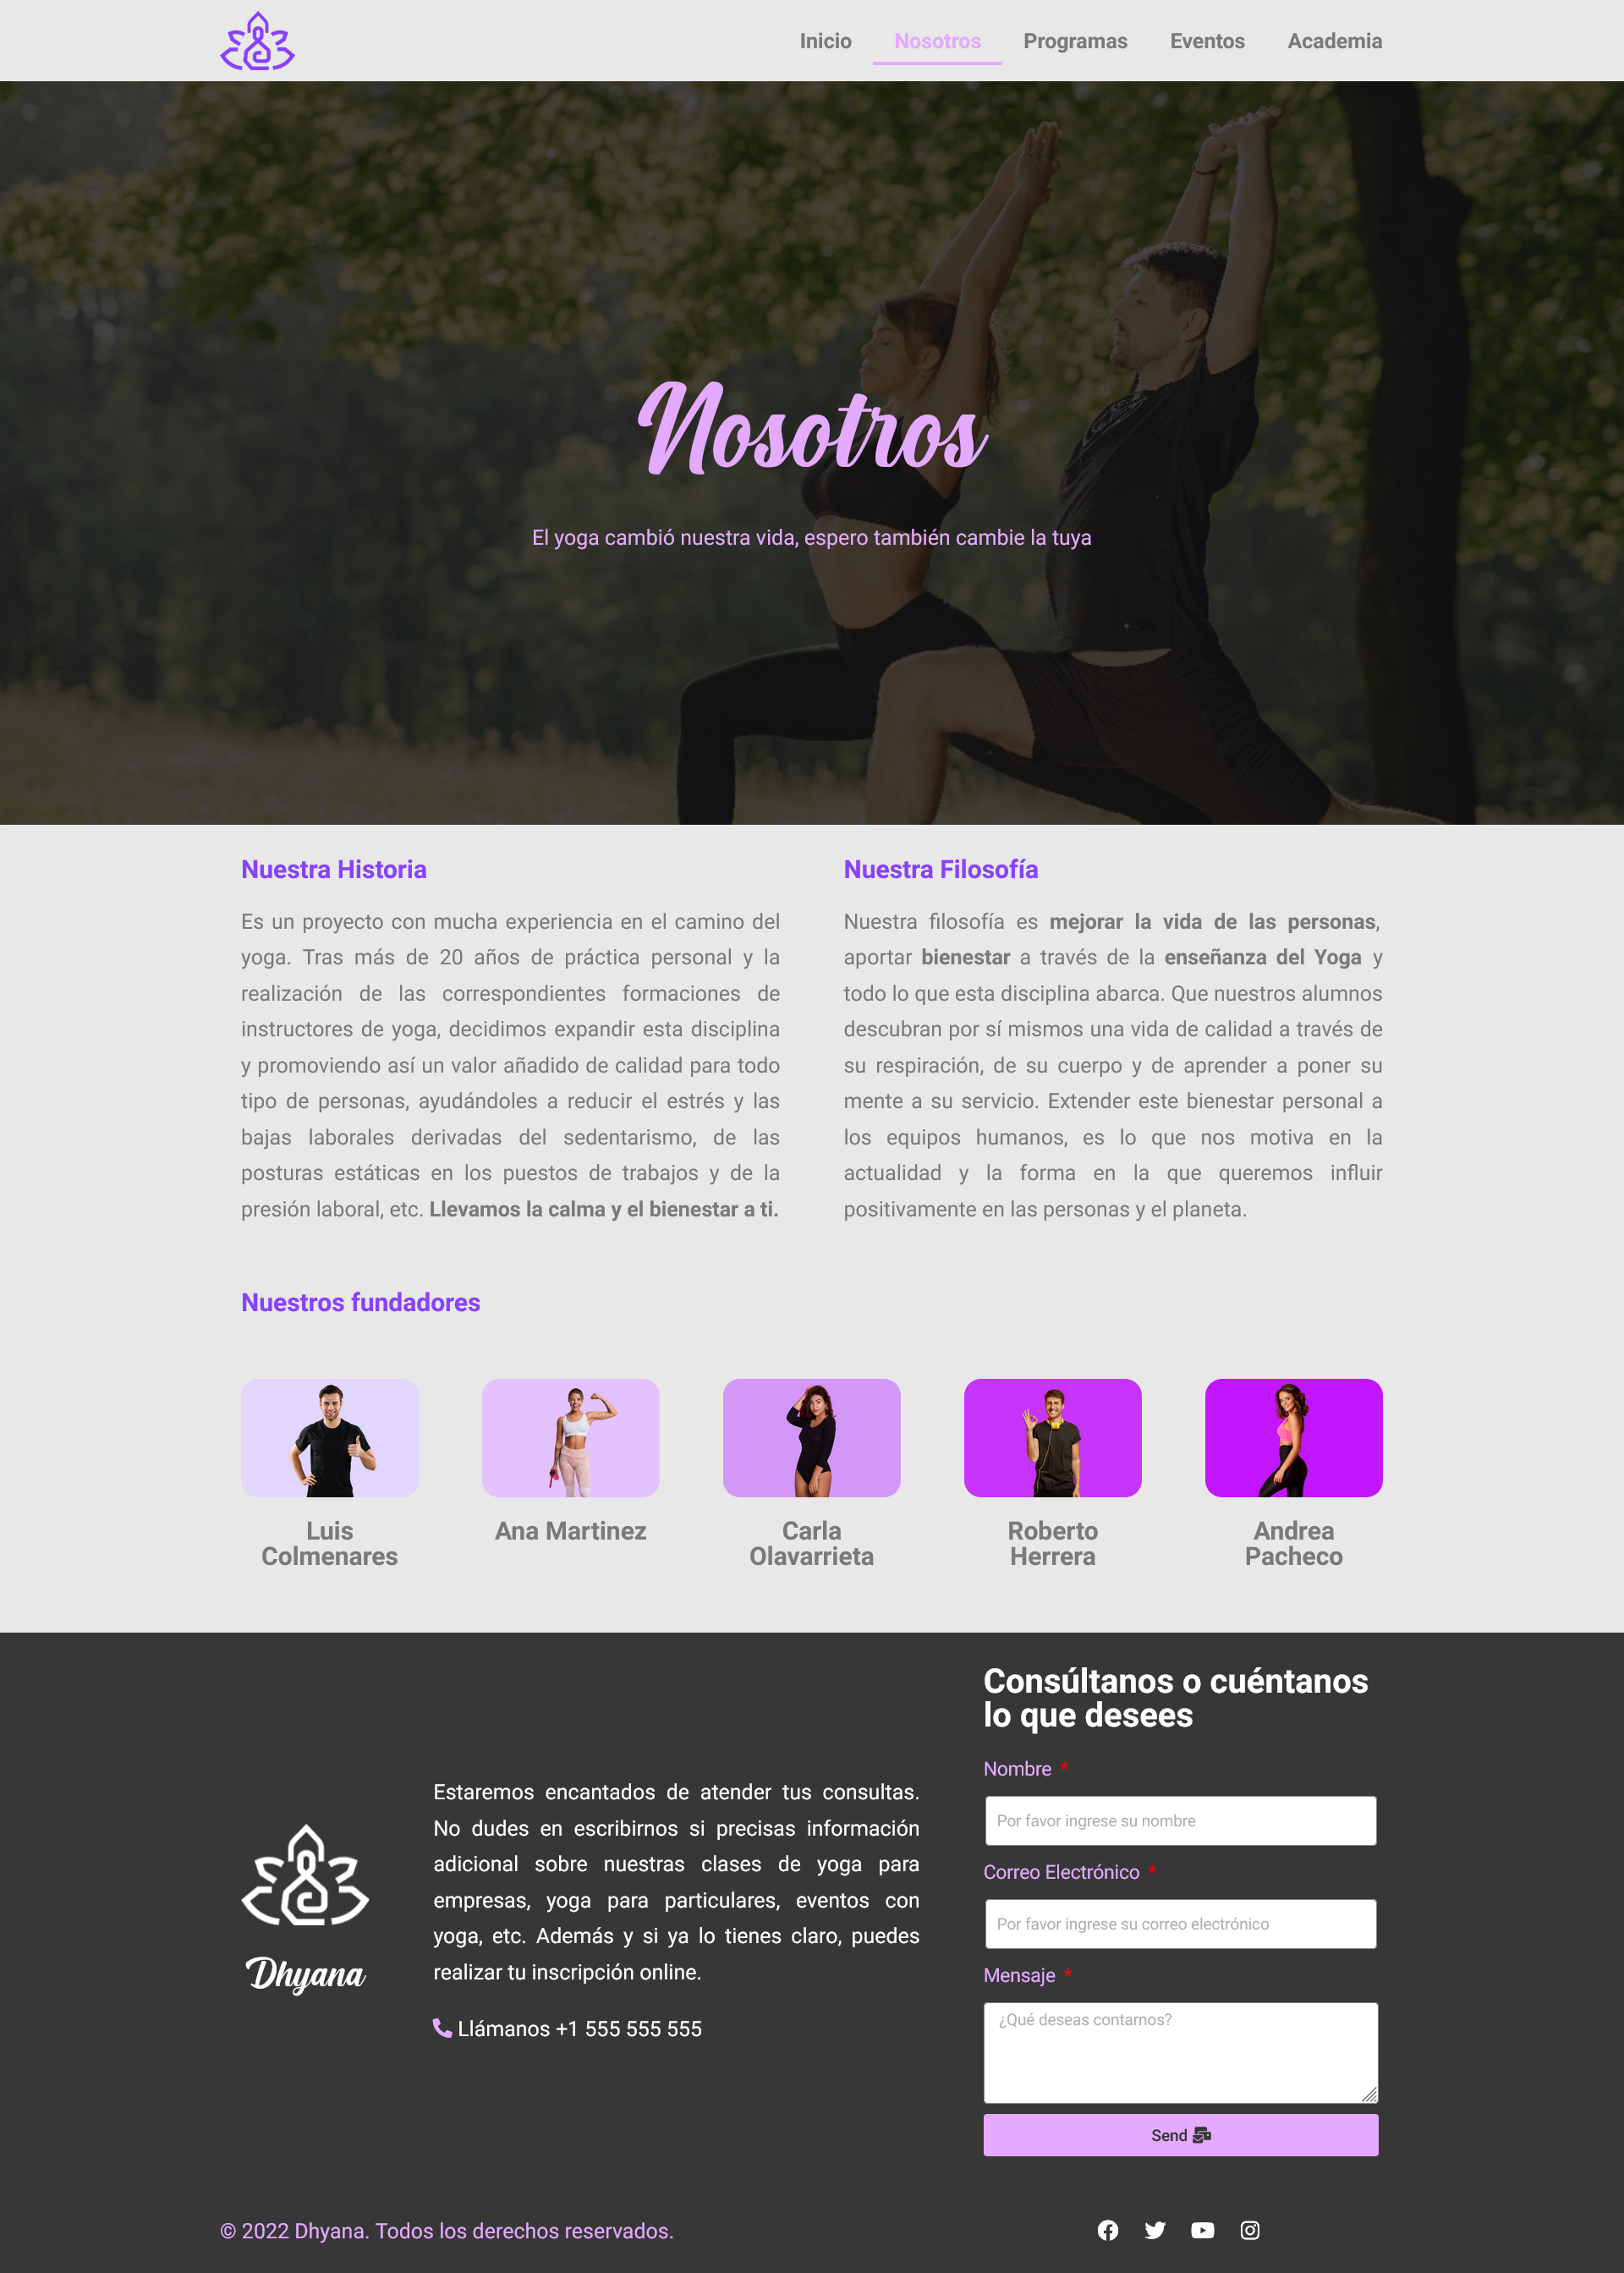 Inicio Nosotros Programas Eventos Academia
Nosotros
El yoga cambió nuestra vida, espero también cambie la tuya
Nuestra Historia
Es un proyecto con mucha experiencia en el camino del
yoga. Tras más de 20 años de práctica personal y la
realización de las correspondientes formaciones de
instructores de yoga, decidimos expandir esta disciplina
y promoviendo así un valor añadido de calidad para todo
tipo de personas, ayudándoles a reducir el estrés y las
bajas laborales derivadas del sedentarismo, de las
posturas estáticas en los puestos de trabajos y de la
presión laboral, etc. Llevamos la calma y el bienestar a ti.
Nuestra Filosofía
Nuestra filosofía es mejorar la vida de las personas,
aportar bienestar a través de la enseñanza del Yoga y
todo lo que esta disciplina abarca. Que nuestros alumnos
descubran por sí mismos una vida de calidad a través de
su respiración, de su cuerpo y de aprender a poner su
mente a su servicio. Extender este bienestar personal a
los equipos humanos, es lo que nos motiva en la
actualidad y la forma en la que queremos influir
positivamente en las personas y el planeta.
Nuestros fundadores
Luis
Colmenares
Ana Martinez
Carla
Olavarrieta
Roberto
Herrera
Andrea
Pacheco
Dhyana
Estaremos encantados de atender tus consultas.
No dudes en escribirnos si precisas información
adicional sobre nuestras clases de yoga para
empresas, yoga para particulares, eventos con
yoga, etc. Además y si ya lo tienes claro, puedes
realizar tu inscripción online.
Llámanos +1 555 555 555
Consúltanos o cuéntanos
lo que desees
Nombre *
Por favor ingrese su nombre
Correo Electrónico *
Por favor ingrese su correo electrónico
Mensaje *
¿Qué deseas contarnos?
Send
© 2022 Dhyana. Todos los derechos reservados.